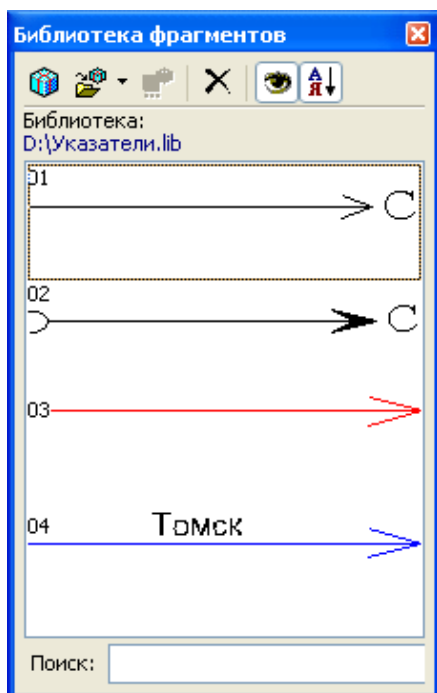 Библиотека фрагментов
А
Я
Библиотека:
D:\Указатели.lib
01
С
02
С
03
04
Томск
Поиск: